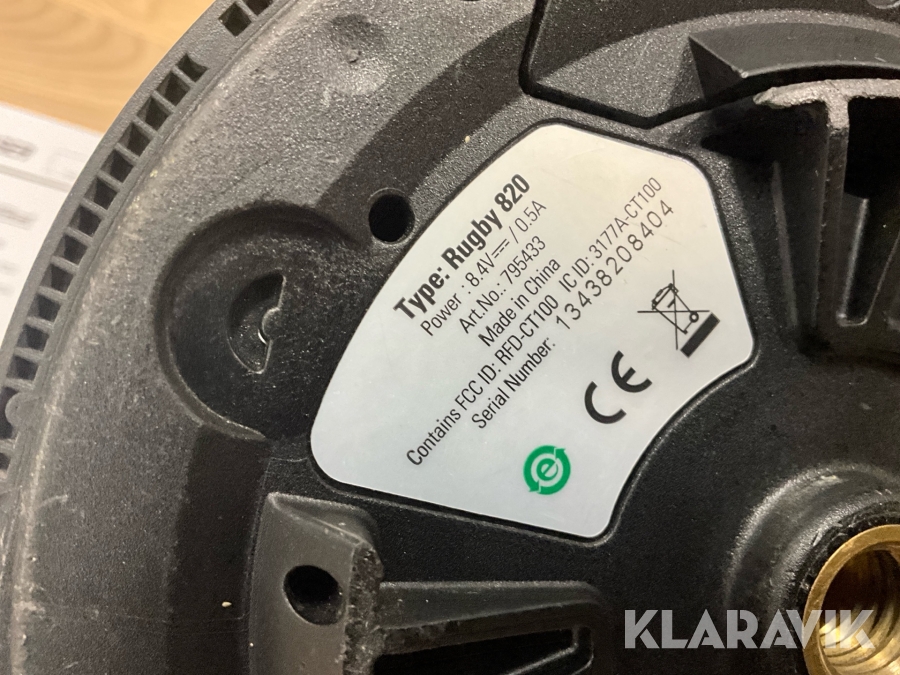 Type: Rugby 820
Power : 8.4V⎓ / 0.5A
Art.No.: 795433
Made in China
Contains FCC ID: RFD-CT100 IC ID:3177A-CT100
Serial Number: 13438208404
CE
e
KLARAVIK